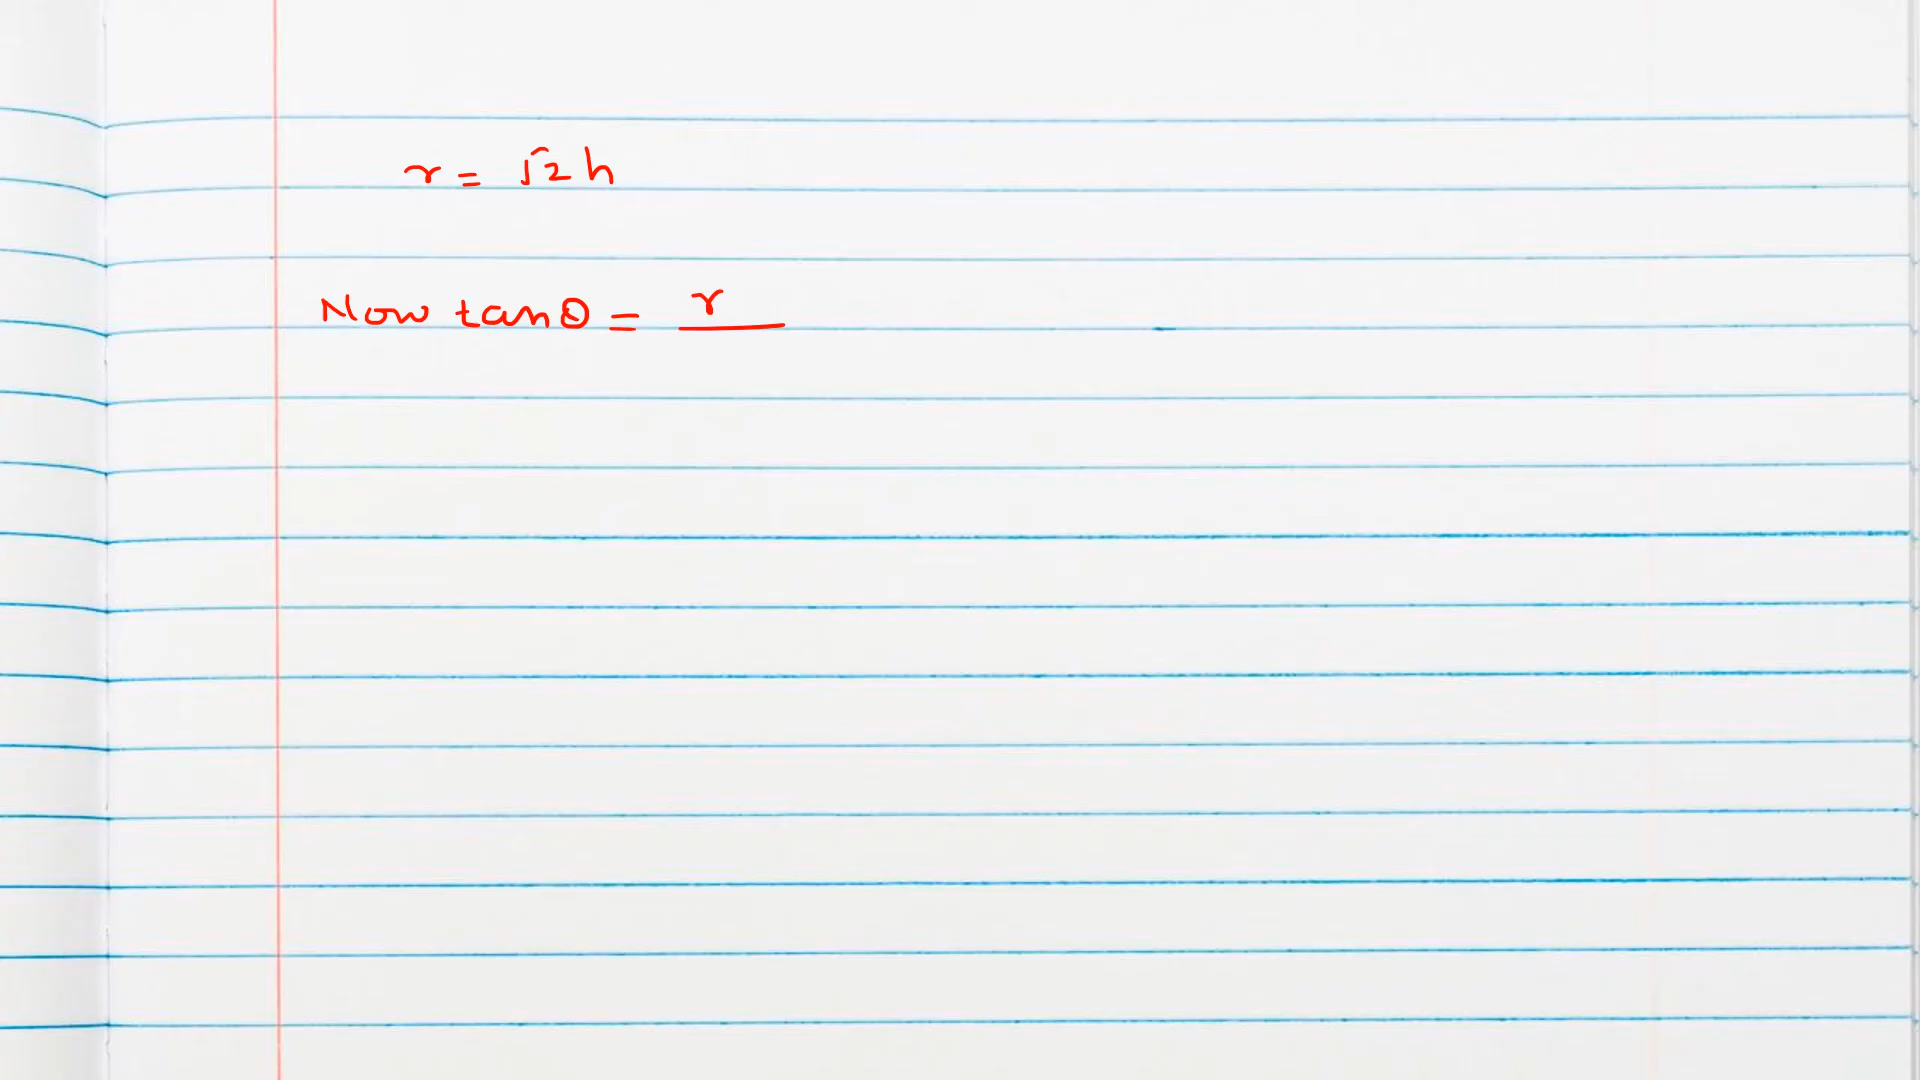 r = √2 h
Now tanθ = r